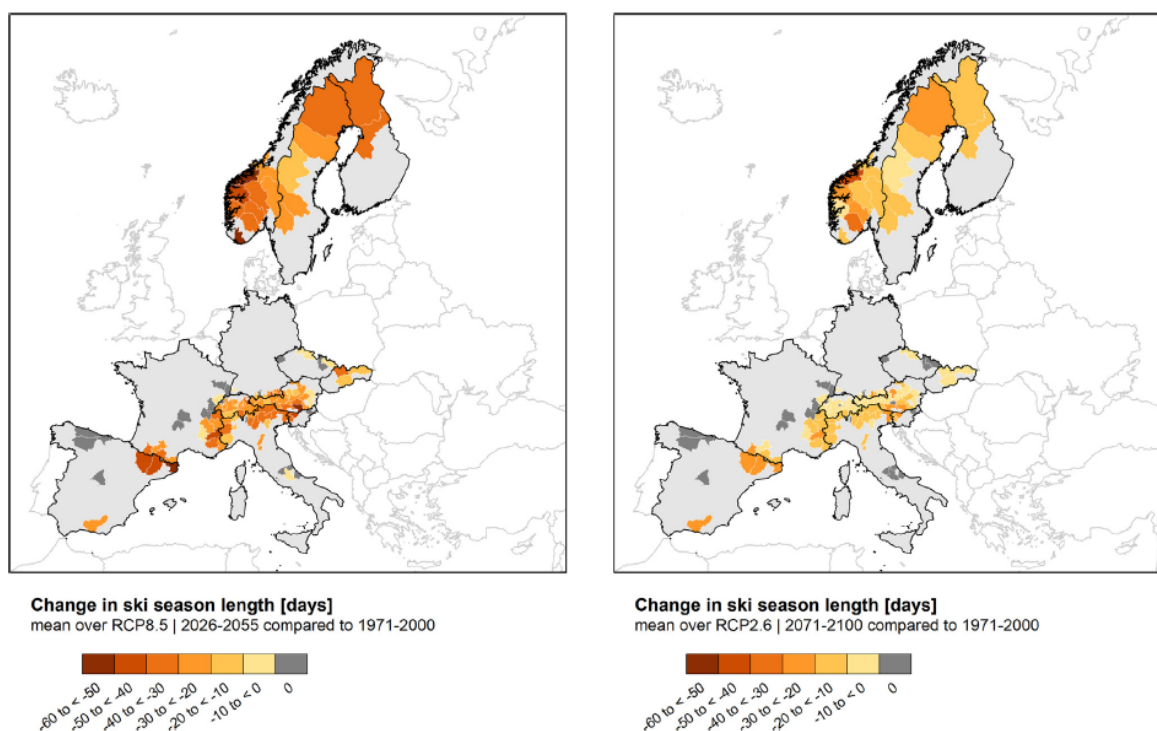 Change in ski season length [days]
mean over RCP8.5 | 2026-2055 compared to 1971-2000
-60 to < -50
-50 to < -40
-40 to < -30
-30 to < -20
-20 to < -10
-10 to < 0
0
Change in ski season length [days]
mean over RCP2.6 | 2071-2100 compared to 1971-2000
-60 to < -50
-50 to < -40
-40 to < -30
-30 to < -20
-20 to < -10
-10 to < 0
0